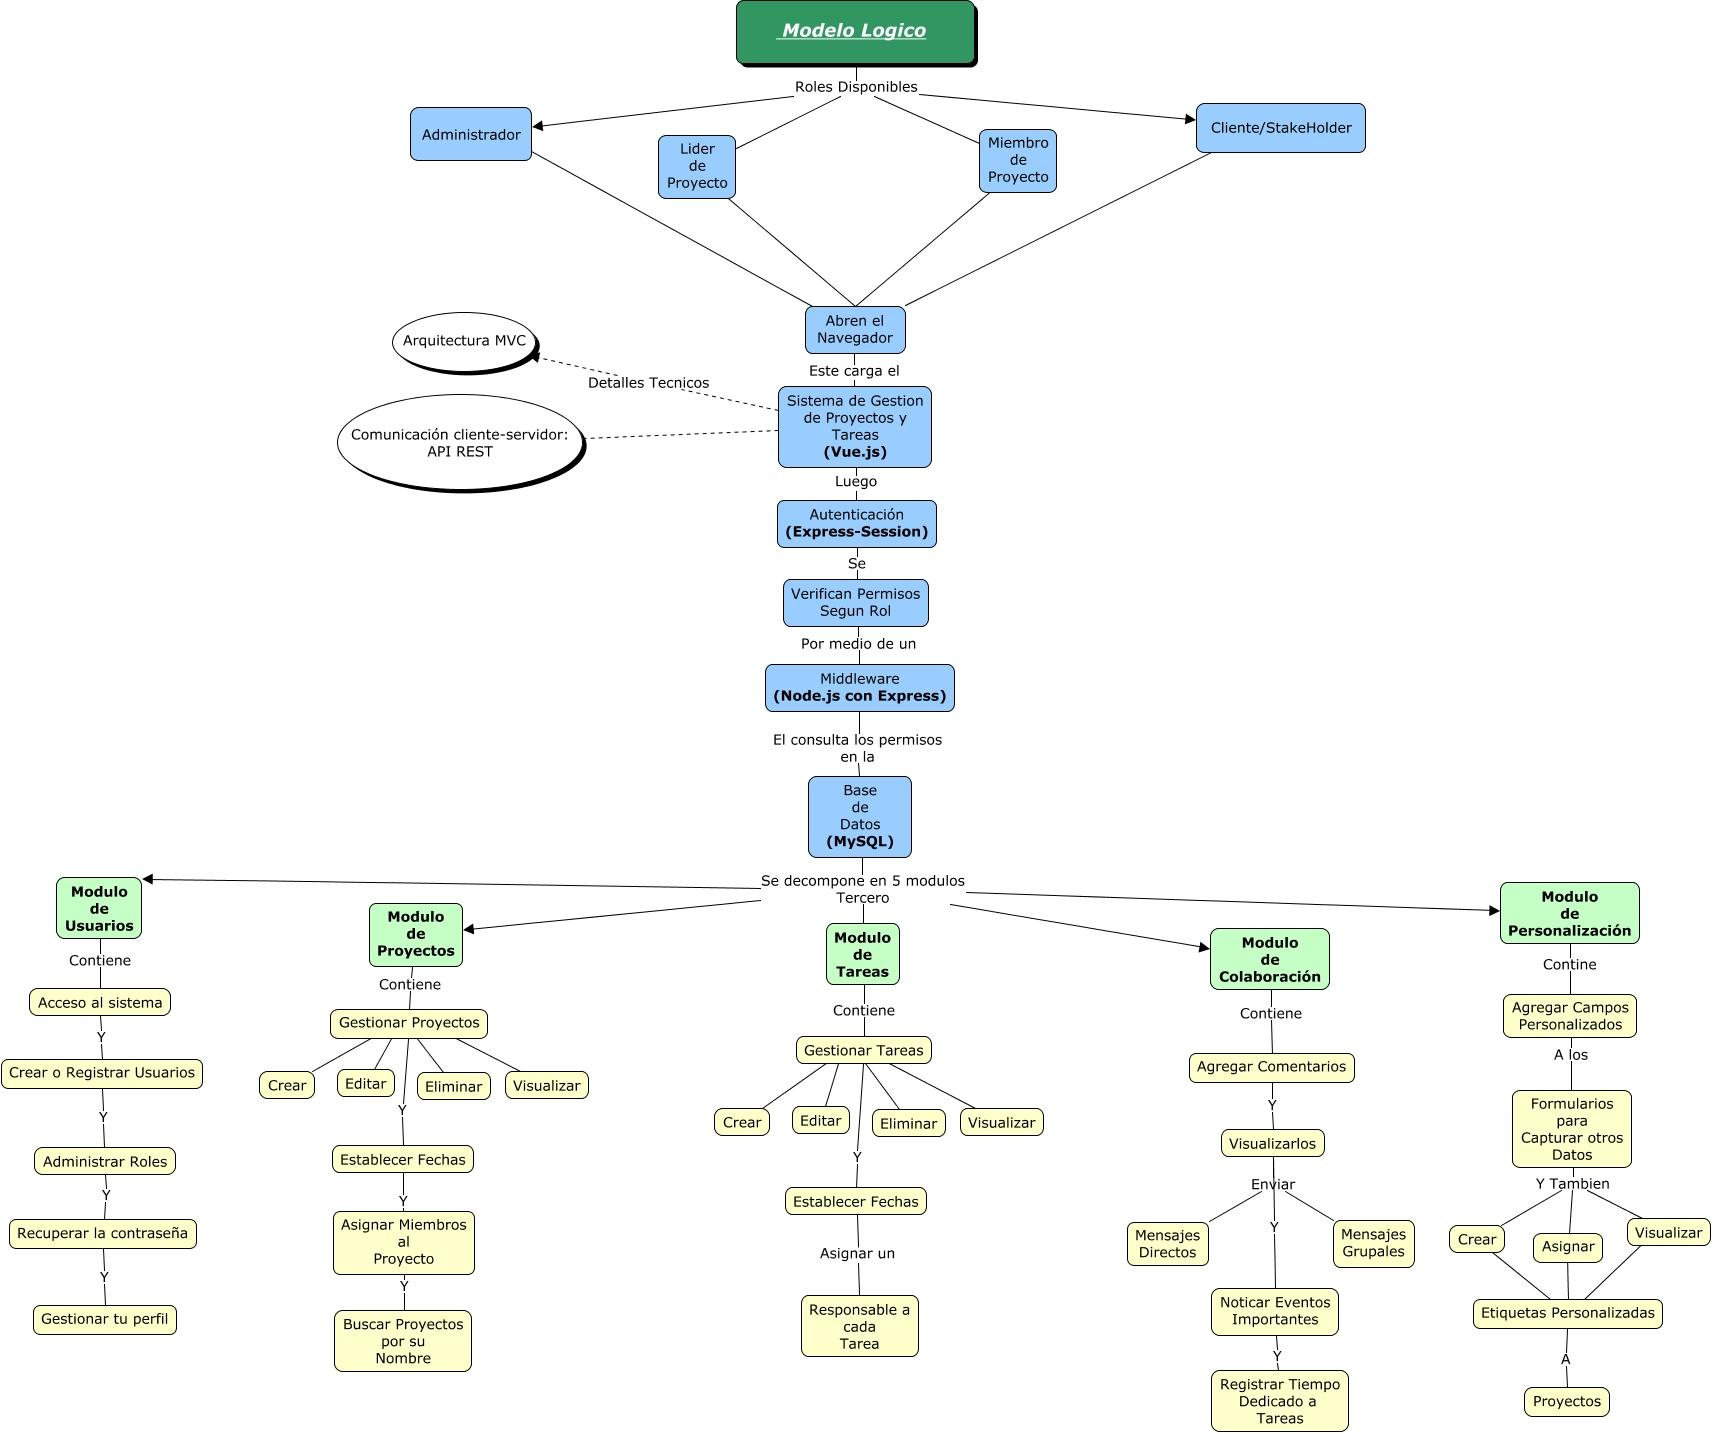 Modelo Logico
Roles Disponibles
Administrador
Lider
de
Proyecto
Miembro
de
Proyecto
Cliente/StakeHolder
Abren el
Navegador
Este carga el
Arquitectura MVC
Detalles Tecnicos
Comunicación cliente-servidor:
API REST
Sistema de Gestion
de Proyectos y
Tareas
(Vue.js)
Luego
Autenticación
(Express-Session)
Se
Verifican Permisos
Segun Rol
Por medio de un
Middleware
(Node.js con Express)
El consulta los permisos
en la
Base
de
Datos
(MySQL)
Se decompone en 5 modulos
Tercero
Modulo
de
Usuarios
Contiene
Acceso al sistema
Y
Crear o Registrar Usuarios
Y
Administrar Roles
Y
Recuperar la contraseña
Y
Gestionar tu perfil
Modulo
de
Proyectos
Contiene
Gestionar Proyectos
Crear
Editar
Eliminar
Visualizar
Y
Establecer Fechas
Y
Asignar Miembros
al
Proyecto
Y
Buscar Proyectos
por su
Nombre
Modulo
de
Tareas
Contiene
Gestionar Tareas
Crear
Editar
Eliminar
Visualizar
Y
Establecer Fechas
Asignar un
Responsable a
cada
Tarea
Modulo
de
Colaboración
Contiene
Agregar Comentarios
Y
Visualizarlos
Enviar
Mensajes
Directos
Y
Mensajes
Grupales
Noticar Eventos
Importantes
Y
Registrar Tiempo
Dedicado a
Tareas
Modulo
de
Personalización
Contine
Agregar Campos
Personalizados
A los
Formularios
para
Capturar otros
Datos
Y Tambien
Crear
Asignar
Visualizar
Etiquetas Personalizadas
A
Proyectos